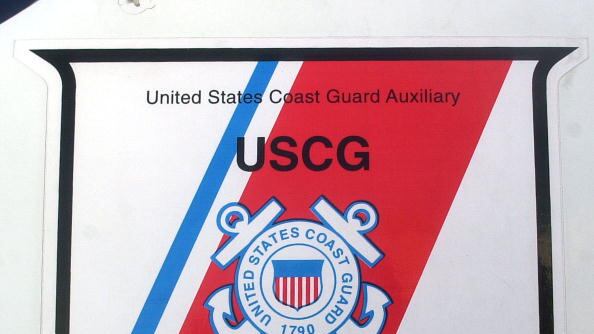 United States Coast Guard Auxiliary
USCG
UNITED STATES COAST GUARD
1790